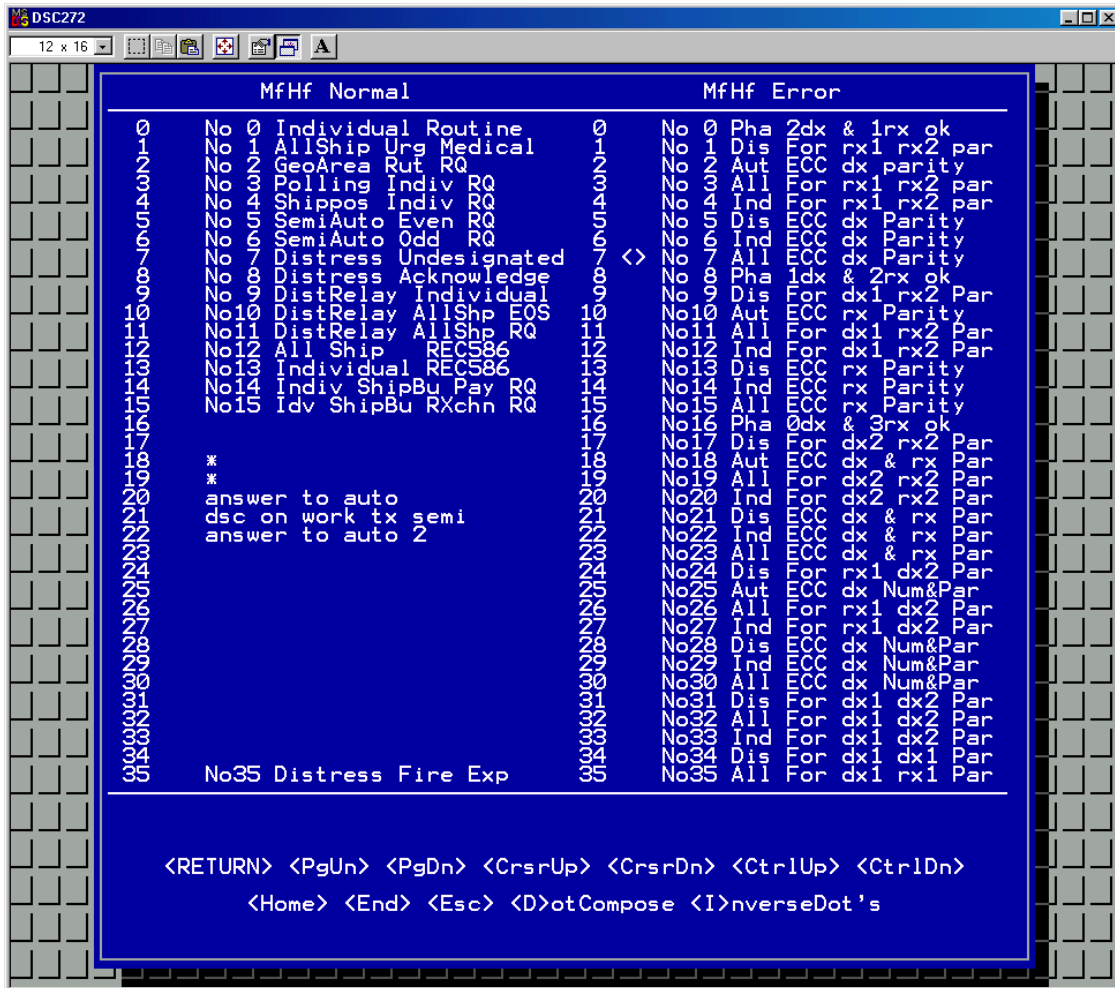 DSC272
12 x 16
A
MfHf Normal MfHf Error
0 No 0 Individual Routine 0 No 0 Pha 2dx & 1rx ok
1 No 1 AllShip Urg Medical 1 No 1 Dis For rx1 rx2 par
2 No 2 GeoArea Rut RQ 2 No 2 Aut ECC dx parity
3 No 3 Polling Indiv RQ 3 No 3 All For rx1 rx2 par
4 No 4 Shippos Indiv RQ 4 No 4 Ind For rx1 rx2 par
5 No 5 SemiAuto Even RQ 5 No 5 Dis ECC dx Parity
6 No 6 SemiAuto Odd RQ 6 No 6 Ind ECC dx Parity
7 No 7 Distress Undesignated 7 <> No 7 All ECC dx Parity
8 No 8 Distress Acknowledge 8 No 8 Pha 1dx & 2rx ok
9 No 9 DistRelay Individual 9 No 9 Dis For dx1 rx2 Par
10 No10 DistRelay AllShp EOS 10 No10 Aut ECC rx Parity
11 No11 DistRelay AllShp RQ 11 No11 All For dx1 rx2 Par
12 No12 All Ship REC586 12 No12 Ind For dx1 rx2 Par
13 No13 Individual REC586 13 No13 Dis ECC rx Parity
14 No14 Indiv ShipBu Pay RQ 14 No14 Ind ECC rx Parity
15 No15 Idv ShipBu RXchn RQ 15 No15 All ECC rx Parity
16 16 No16 Pha 0dx & 3rx ok
17 17 No17 Dis For dx2 rx2 Par
18 * 18 No18 Aut ECC dx & rx Par
19 * 19 No19 All For dx2 rx2 Par
20 answer to auto 20 No20 Ind For dx2 rx2 Par
21 dsc on work tx semi 21 No21 Dis ECC dx & rx Par
22 answer to auto 2 22 No22 Ind ECC dx & rx Par
23 23 No23 All ECC dx & rx Par
24 24 No24 Dis For rx1 dx2 Par
25 25 No25 Aut ECC dx Num&Par
26 26 No26 All For rx1 dx2 Par
27 27 No27 Ind For rx1 dx2 Par
28 28 No28 Dis ECC dx Num&Par
29 29 No29 Ind ECC dx Num&Par
30 30 No30 All ECC dx Num&Par
31 31 No31 Dis For dx1 dx2 Par
32 32 No32 All For dx1 dx2 Par
33 33 No33 Ind For dx1 dx2 Par
34 34 No34 Dis For dx1 dx1 Par
35 No35 Distress Fire Exp 35 No35 All For dx1 rx1 Par
<RETURN> <PgUn> <PgDn> <CrsrUp> <CrsrDn> <CtrlUp> <CtrlDn>
<Home> <End> <Esc> <D>otCompose <I>nverseDot's